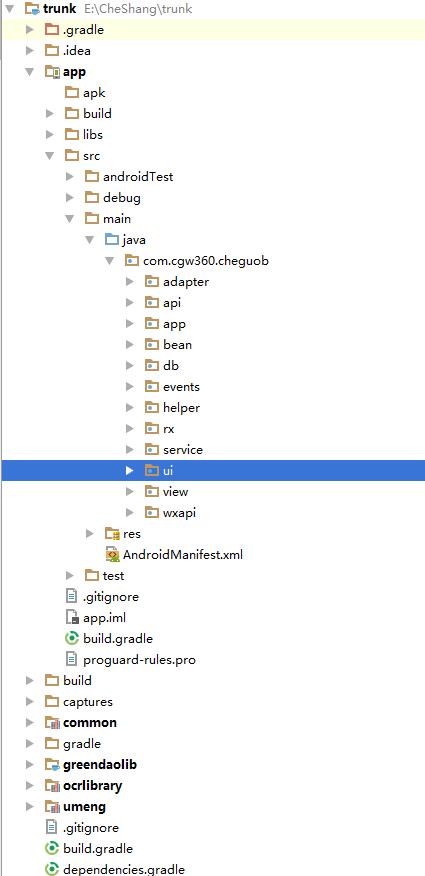 trunk E:\CheShang\trunk
.gradle
.idea
app
apk
build
libs
src
androidTest
debug
main
java
com.cgw360.cheguob
adapter
api
app
bean
db
events
helper
rx
service
ui
view
wxapi
res
AndroidManifest.xml
test
.gitignore
app.iml
build.gradle
proguard-rules.pro
build
captures
common
gradle
greendaolib
ocrlibrary
umeng
.gitignore
build.gradle
dependencies.gradle